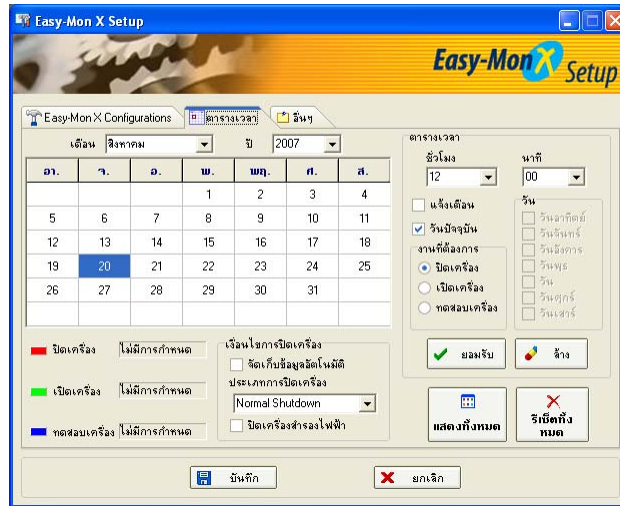 Easy-Mon X Setup
Easy-Mon X Setup
Easy-Mon X Configurations ตารางเวลา อื่นๆ
เดือน สิงหาคม ปี 2007
อา. จ. อ. พ. พฤ. ศ. ส.
1 2 3 4
5 6 7 8 9 10 11
12 13 14 15 16 17 18
19 20 21 22 23 24 25
26 27 28 29 30 31
ตารางเวลา
ชั่วโมง นาที
12 00
แจ้งเตือน
วันปัจจุบัน
งานที่ต้องการ
ปิดเครื่อง
เปิดเครื่อง
ทดสอบเครื่อง
วัน
วันอาทิตย์
วันจันทร์
วันอังคาร
วันพุธ
วัน
วันศุกร์
วันเสาร์
ยอมรับ ล้าง
ปิดเครื่อง ไม่มีการกำหนด
เปิดเครื่อง ไม่มีการกำหนด
ทดสอบเครื่อง ไม่มีการกำหนด
เงื่อนไขการปิดเครื่อง
จัดเก็บข้อมูลอัตโนมัติ
ประเภทการปิดเครื่อง
Normal Shutdown
ปิดเครื่องสำรองไฟฟ้า
แสดงทั้งหมด
รีเซ็ตทั้ง
หมด
บันทึก ยกเลิก